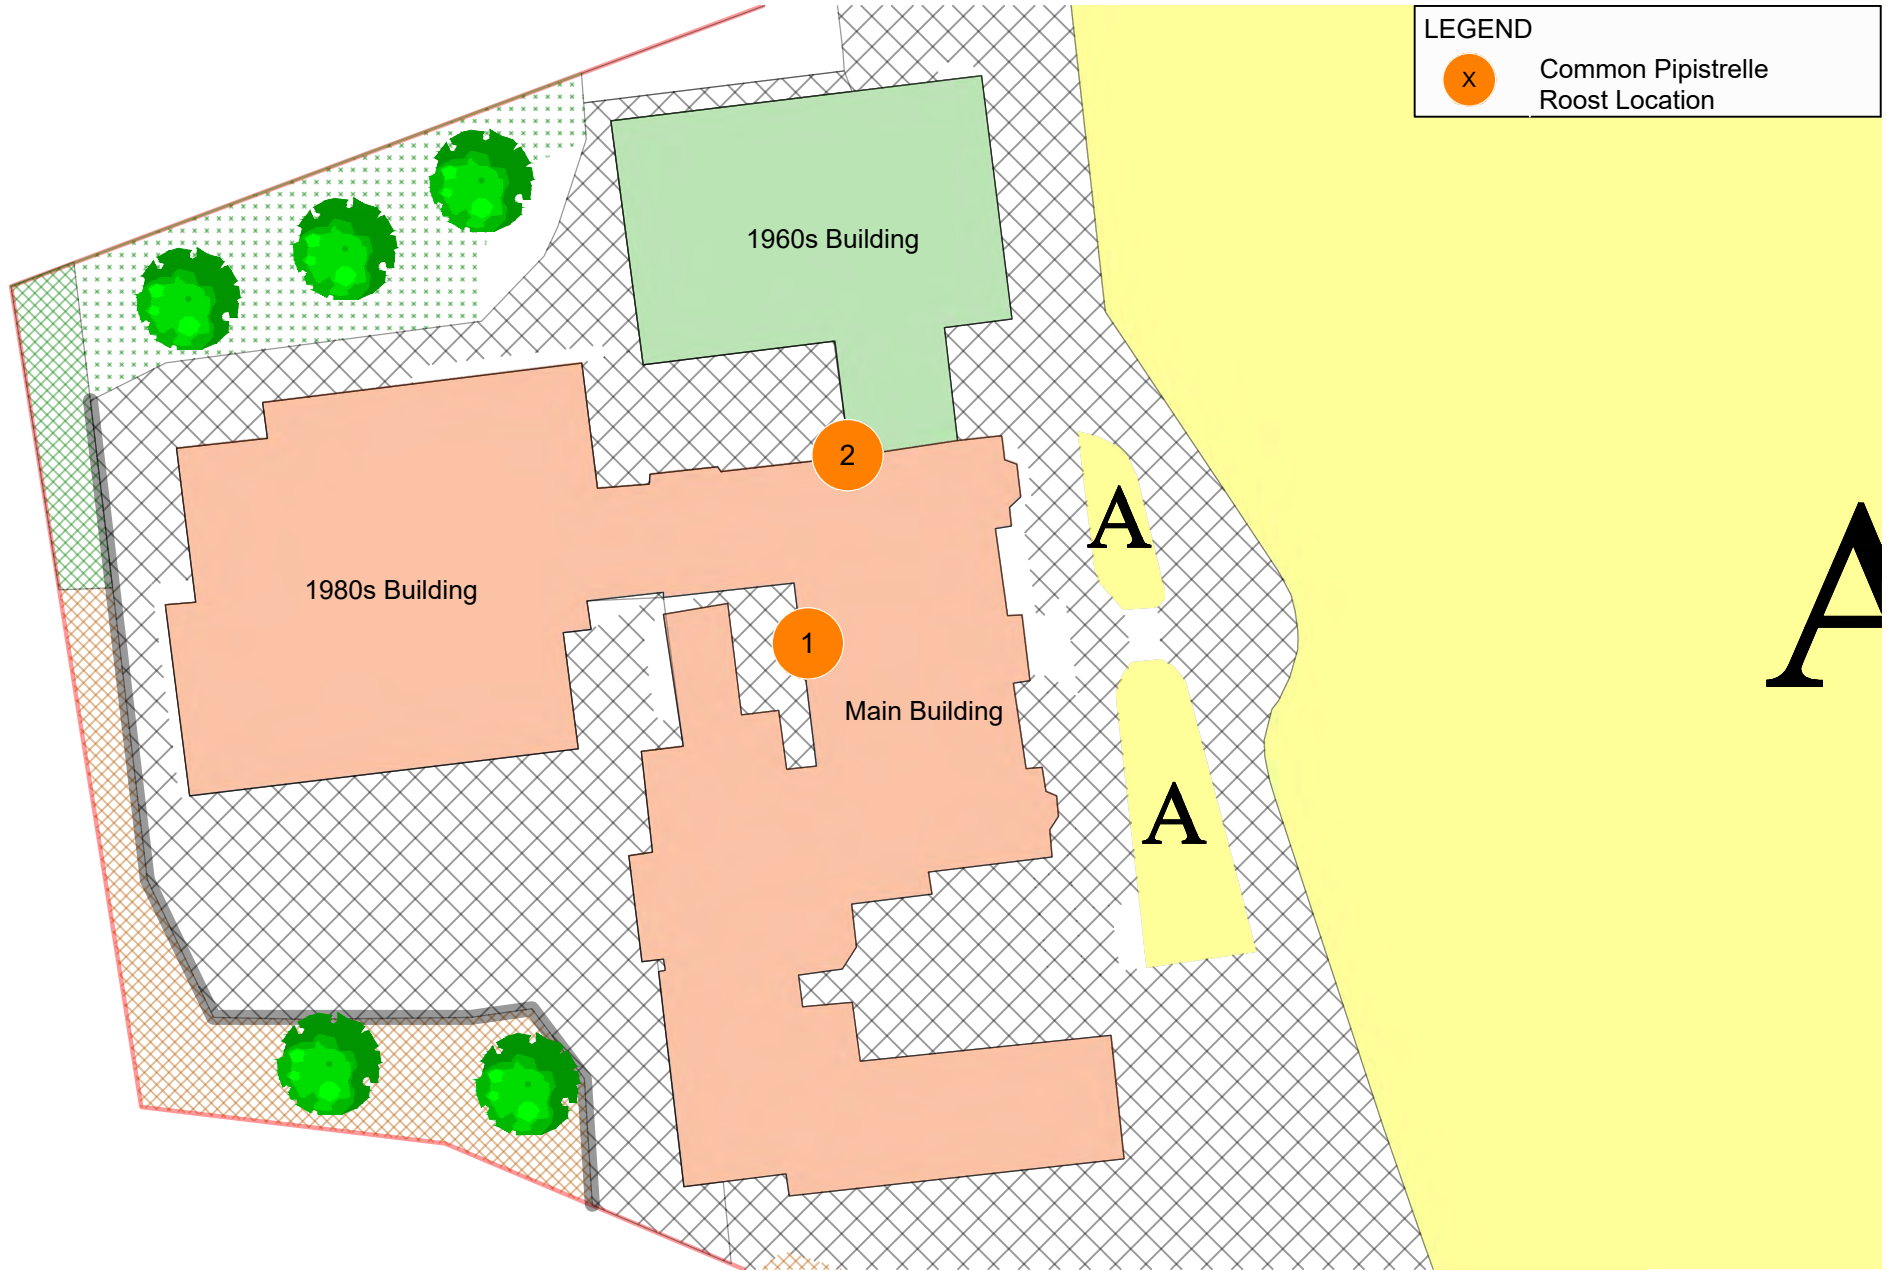 LEGEND
X
Common Pipistrelle
Roost Location
1960s Building
2
A
A
1980s Building
1
Main Building
A